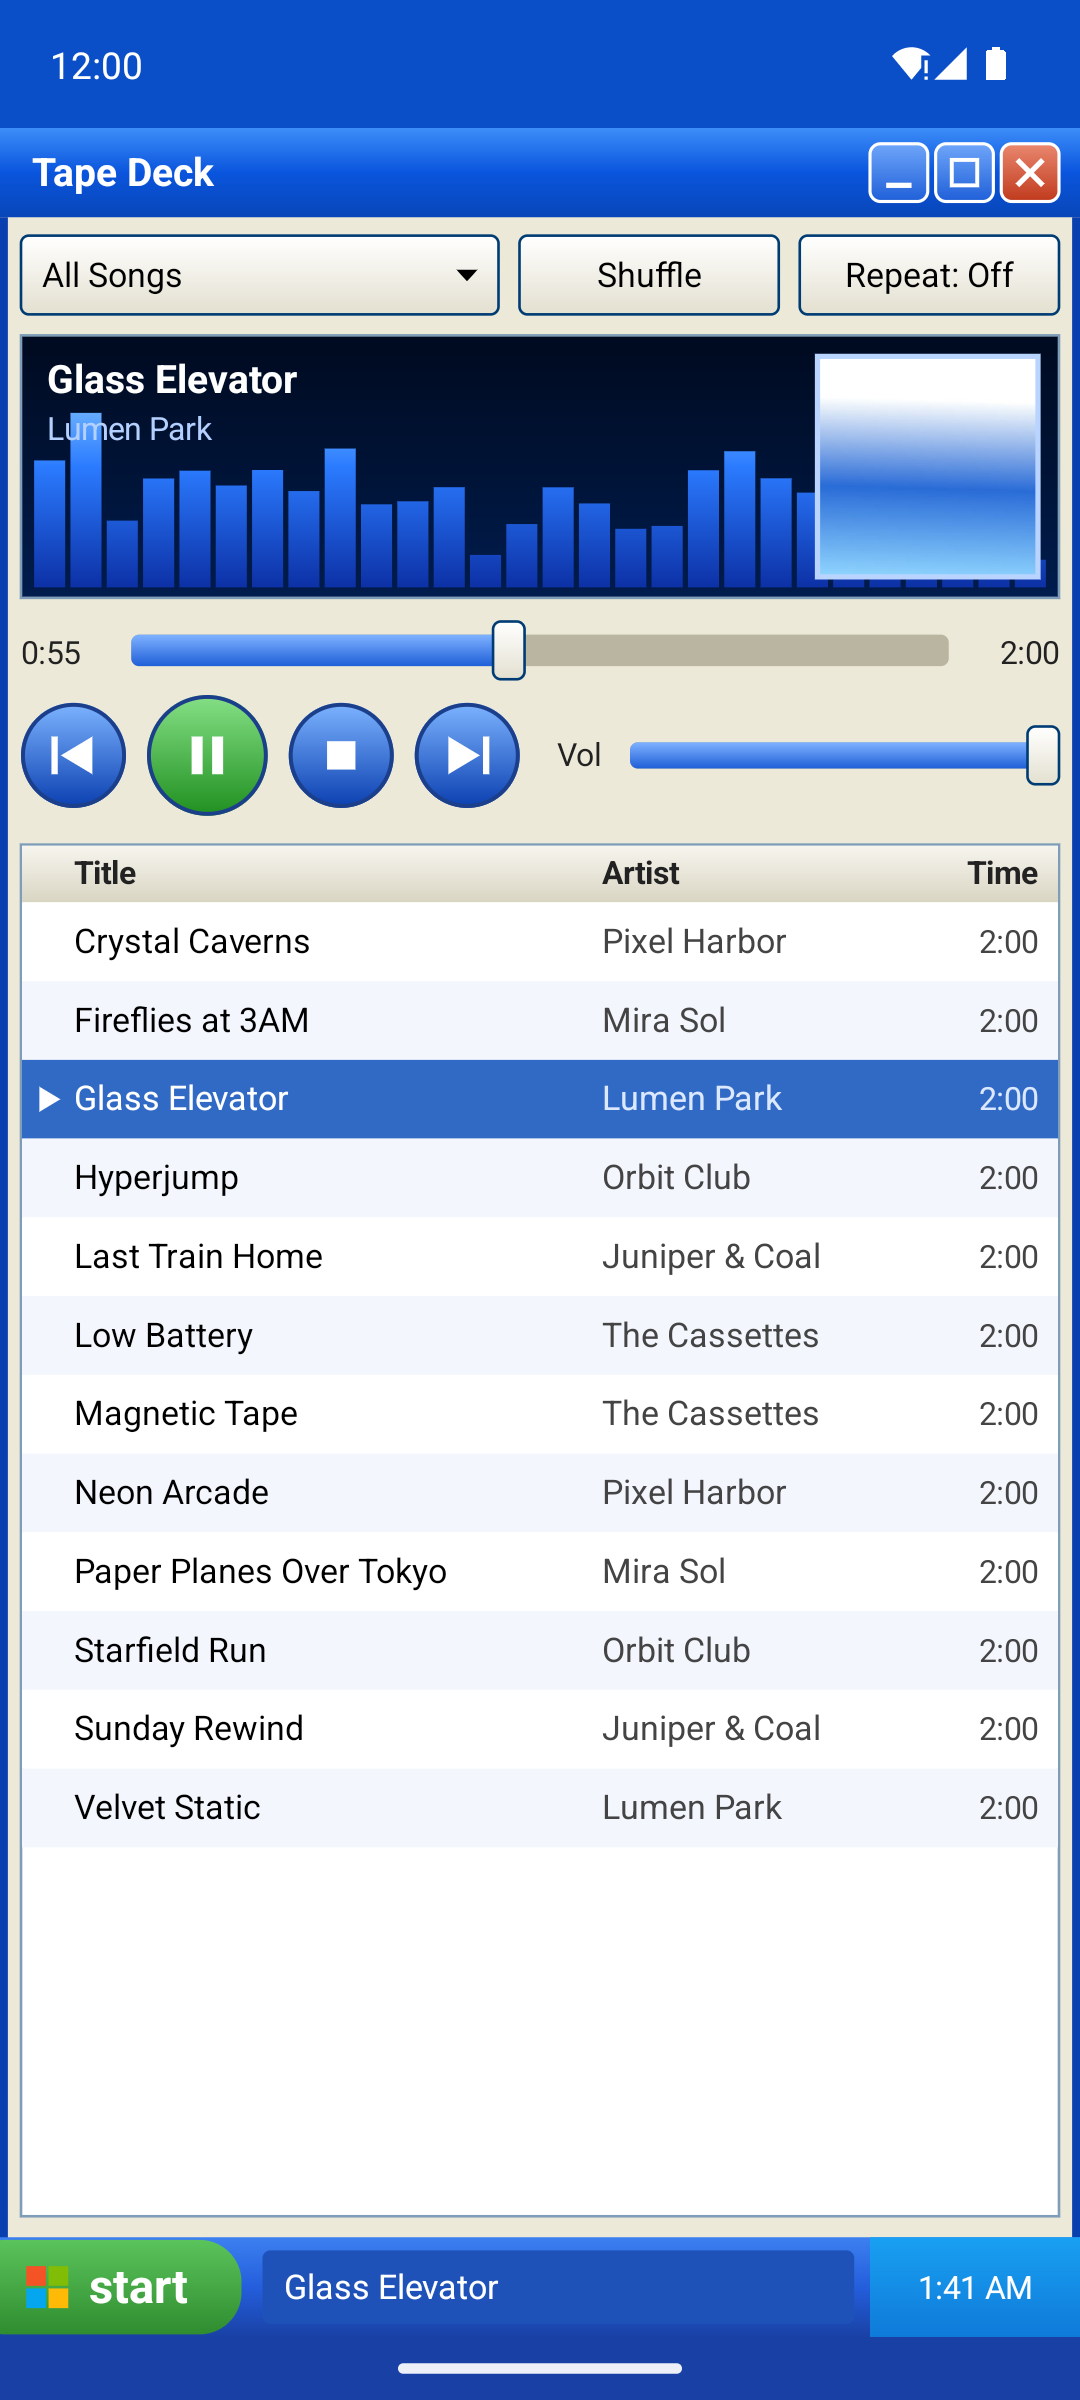 12:00
Tape Deck
All Songs Shuffle Repeat: Off
Glass Elevator
Lumen Park
0:55 2:00
Vol
Title Artist Time
Crystal Caverns Pixel Harbor 2:00
Fireflies at 3AM Mira Sol 2:00
Glass Elevator Lumen Park 2:00
Hyperjump Orbit Club 2:00
Last Train Home Juniper & Coal 2:00
Low Battery The Cassettes 2:00
Magnetic Tape The Cassettes 2:00
Neon Arcade Pixel Harbor 2:00
Paper Planes Over Tokyo Mira Sol 2:00
Starfield Run Orbit Club 2:00
Sunday Rewind Juniper & Coal 2:00
Velvet Static Lumen Park 2:00
start Glass Elevator 1:41 AM